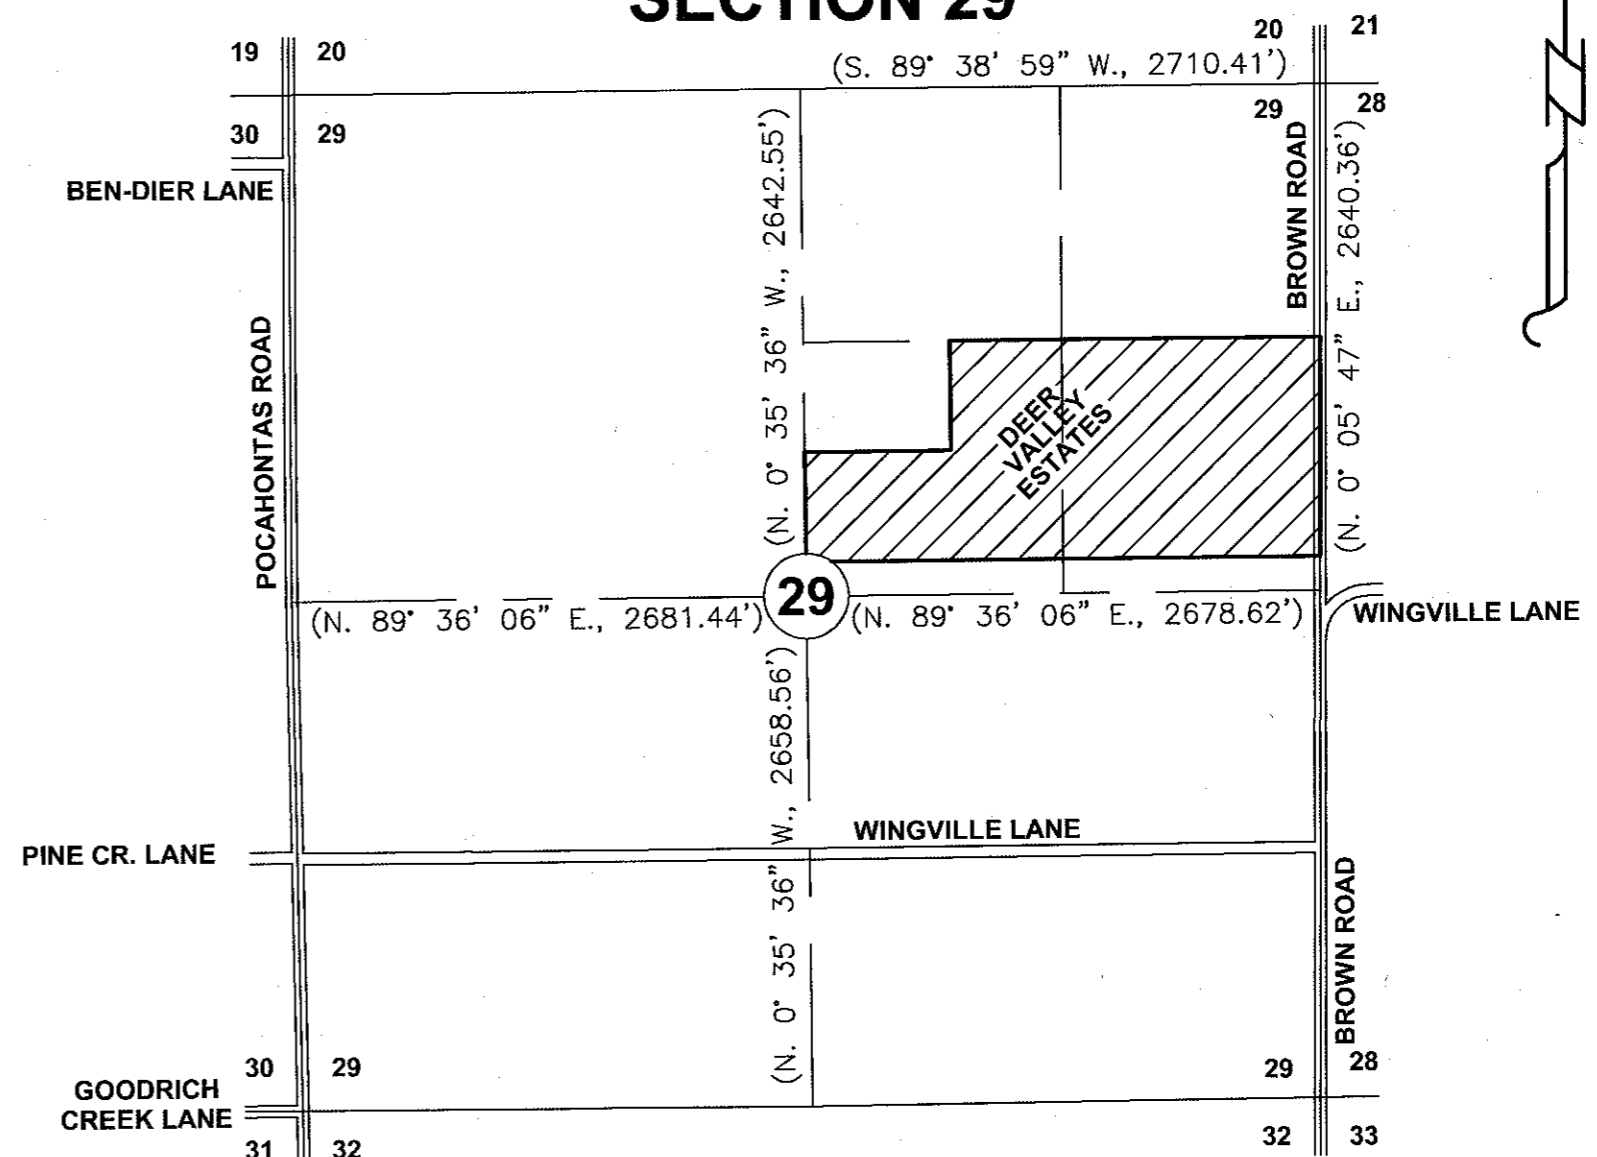 SECTION 29
19
20
20
21
(S. 89° 38' 59" W., 2710.41')
30
29
29
28
BEN-DIER LANE
POCAHONTAS ROAD
(N. 0° 35' 36" W., 2642.55')
BROWN ROAD
(N. 0° 05' 47" E., 2640.36')
DEER
VALLEY
ESTATES
29
(N. 89° 36' 06" E., 2681.44')
(N. 89° 36' 06" E., 2678.62')
WINGVILLE LANE
(N. 0° 35' 36" W., 2658.56')
WINGVILLE LANE
PINE CR. LANE
BROWN ROAD
30
29
29
28
GOODRICH
CREEK LANE
31
32
32
33